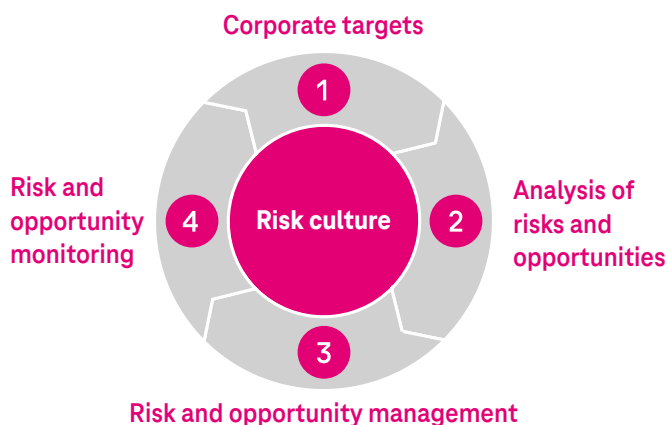 Corporate targets
1
Risk and
opportunity
monitoring
4
Risk culture
2
Analysis of
risks and
opportunities
3
Risk and opportunity management